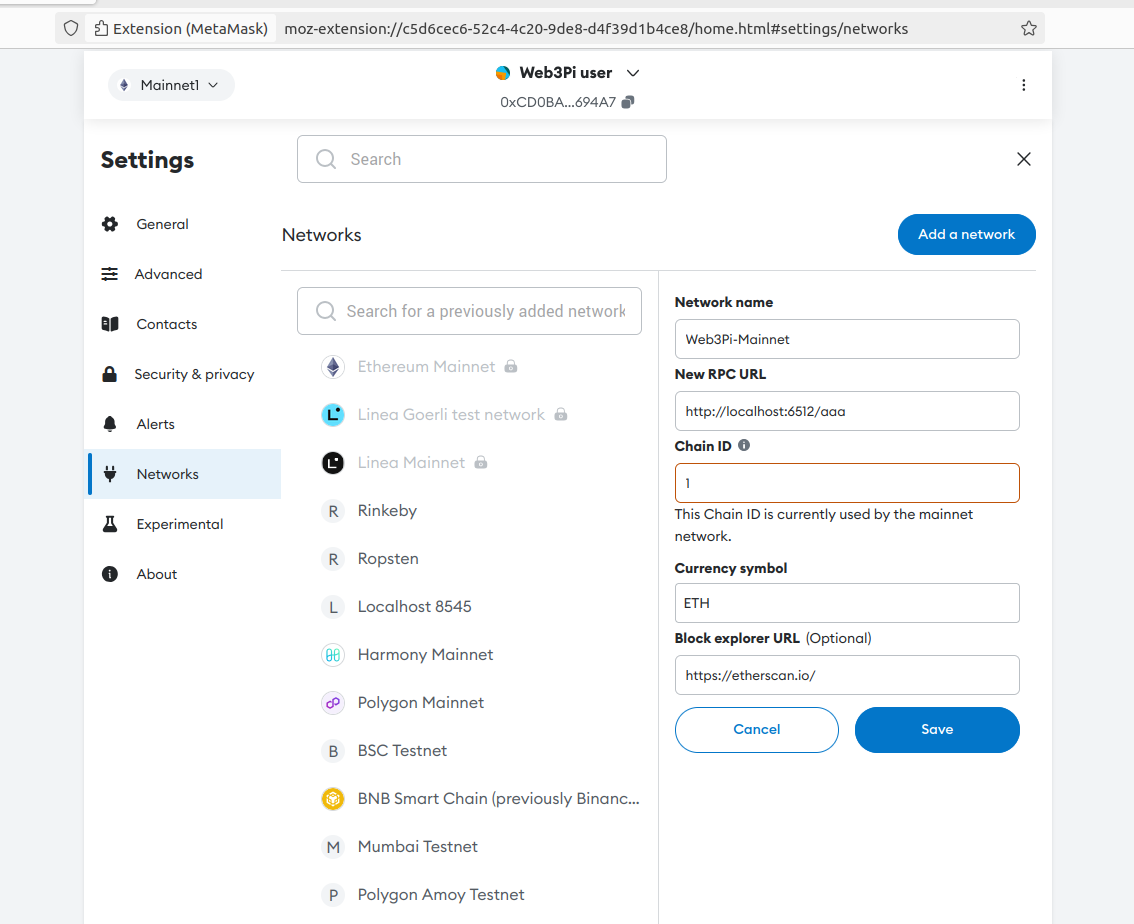 Extension (MetaMask)
moz-extension://c5d6cec6-52c4-4c20-9de8-d4f39d1b4ce8/home.html#settings/networks
Mainnet1
Web3Pi user
0xCD0BA...694A7
Settings
Search
General
Advanced
Contacts
Security & privacy
Alerts
Networks
Experimental
About
Networks
Add a network
Search for a previously added network
Ethereum Mainnet
L
Linea Goerli test network
L
Linea Mainnet
R
Rinkeby
R
Ropsten
L
Localhost 8545
Harmony Mainnet
Polygon Mainnet
B
BSC Testnet
BNB Smart Chain (previously Binanc...
M
Mumbai Testnet
P
Polygon Amoy Testnet
Network name
Web3Pi-Mainnet
New RPC URL
http://localhost:6512/aaa
Chain ID
1
This Chain ID is currently used by the mainnet
network.
Currency symbol
ETH
Block explorer URL (Optional)
https://etherscan.io/
Cancel
Save